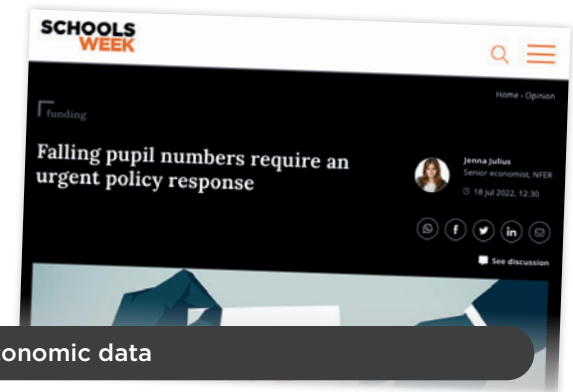 SCHOOLS
WEEK
Home › Opinion
funding
Falling pupil numbers require an
urgent policy response
Jenna Julius
Senior economist, NFER
18 Jul 2022, 12:30
See discussion
conomic data